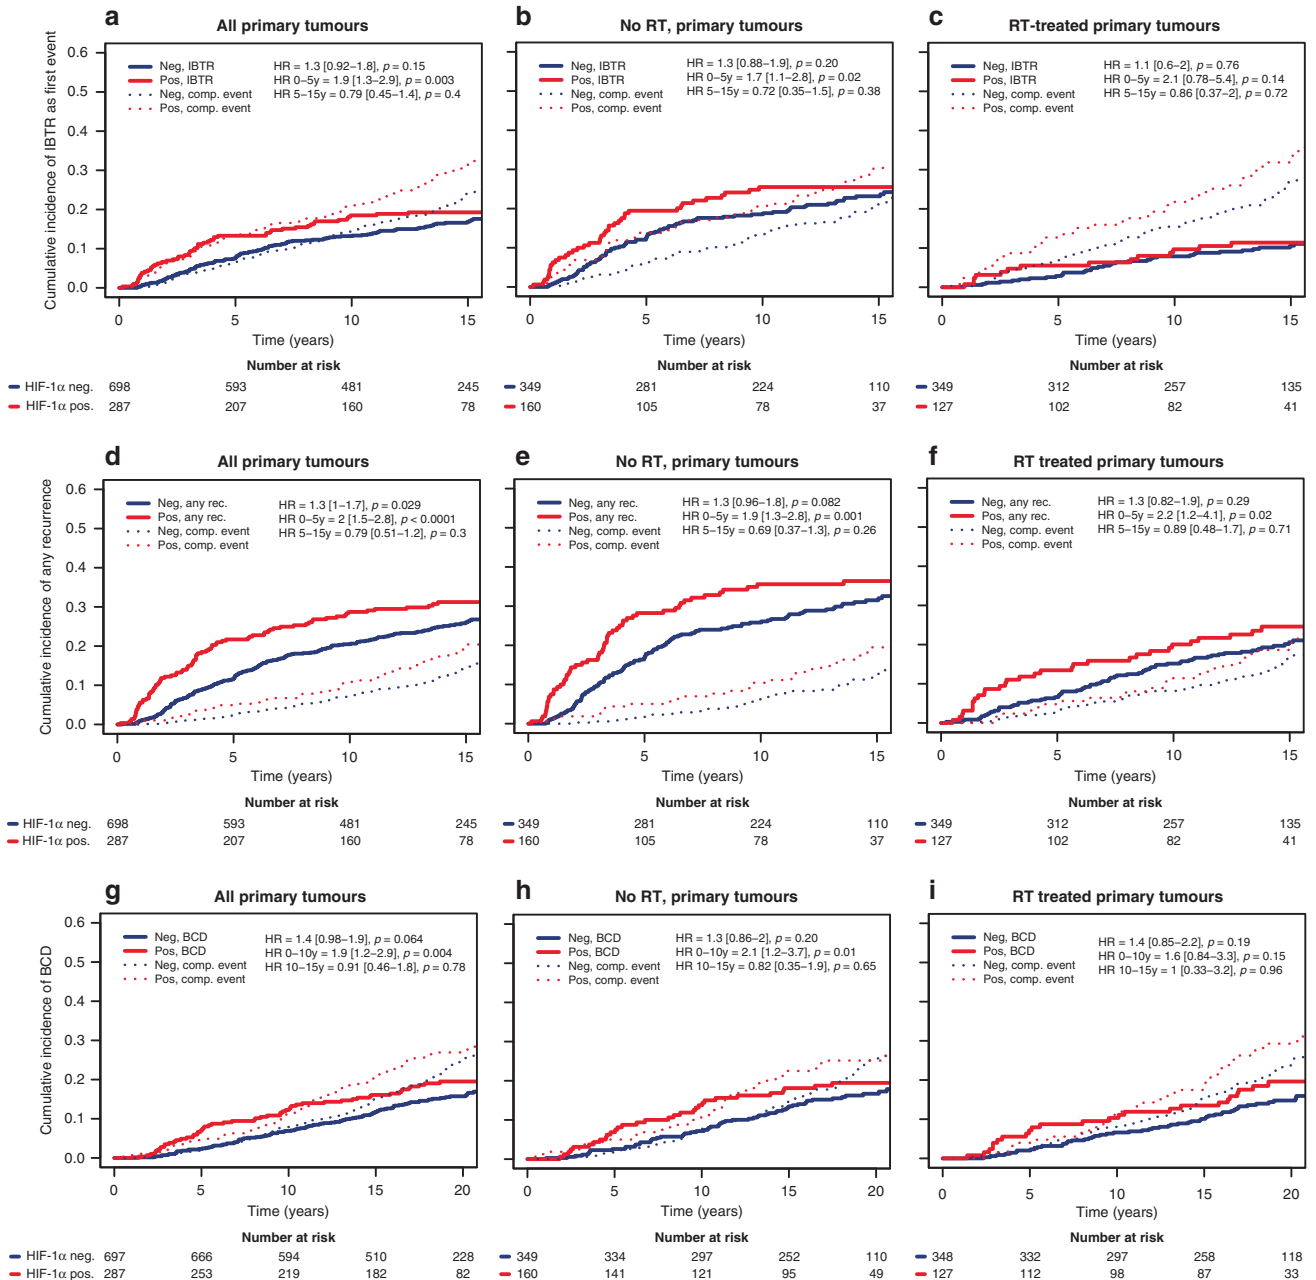 a
All primary tumours
Cumulative incidence of IBTR as first event
0.6
0.5
0.4
0.3
0.2
0.1
0.0
Neg, IBTR
Pos, IBTR
Neg, comp. event
Pos, comp. event
HR = 1.3 [0.92–1.8], p = 0.15
HR 0–5y = 1.9 [1.3–2.9], p = 0.003
HR 5–15y = 0.79 [0.45–1.4], p = 0.4
0 5 10 15
Time (years)
Number at risk
HIF-1α neg. 698 593 481 245
HIF-1α pos. 287 207 160 78
b
No RT, primary tumours
Neg, IBTR
Pos, IBTR
Neg, comp. event
Pos, comp. event
HR = 1.3 [0.88–1.9], p = 0.20
HR 0–5y = 1.7 [1.1–2.8], p = 0.02
HR 5–15y = 0.72 [0.35–1.5], p = 0.38
0 5 10 15
Time (years)
Number at risk
349 281 224 110
160 105 78 37
c
RT-treated primary tumours
Neg, IBTR
Pos, IBTR
Neg, comp. event
Pos, comp. event
HR = 1.1 [0.6–2], p = 0.76
HR 0–5y = 2.1 [0.78–5.4], p = 0.14
HR 5–15y = 0.86 [0.37–2], p = 0.72
0 5 10 15
Time (years)
Number at risk
349 312 257 135
127 102 82 41
d
All primary tumours
Cumulative incidence of any recurrence
0.6
0.5
0.4
0.3
0.2
0.1
0.0
Neg, any rec.
Pos, any rec.
Neg, comp. event
Pos, comp. event
HR = 1.3 [1–1.7], p = 0.029
HR 0–5y = 2 [1.5–2.8], p < 0.0001
HR 5–15y = 0.79 [0.51–1.2], p = 0.3
0 5 10 15
Time (years)
Number at risk
HIF-1α neg. 698 593 481 245
HIF-1α pos. 287 207 160 78
e
No RT, primary tumours
Neg, any rec.
Pos, any rec.
Neg, comp. event
Pos, comp. event
HR = 1.3 [0.96–1.8], p = 0.082
HR 0–5y = 1.9 [1.3–2.8], p = 0.001
HR 5–15y = 0.69 [0.37–1.3], p = 0.26
0 5 10 15
Time (years)
Number at risk
349 281 224 110
160 105 78 37
f
RT treated primary tumours
Neg, any rec.
Pos, any rec.
Neg, comp. event
Pos, comp. event
HR = 1.3 [0.82–1.9], p = 0.29
HR 0–5y = 2.2 [1.2–4.1], p = 0.02
HR 5–15y = 0.89 [0.48–1.7], p = 0.71
0 5 10 15
Time (years)
Number at risk
349 312 257 135
127 102 82 41
g
All primary tumours
Cumulative incidence of BCD
0.6
0.5
0.4
0.3
0.2
0.1
0.0
Neg, BCD
Pos, BCD
Neg, comp. event
Pos, comp. event
HR = 1.4 [0.98–1.9], p = 0.064
HR 0–10y = 1.9 [1.2–2.9], p = 0.004
HR 10–15y = 0.91 [0.46–1.8], p = 0.78
0 5 10 15 20
Time (years)
Number at risk
HIF-1α neg. 697 666 594 510 228
HIF-1α pos. 287 253 219 182 82
h
No RT, primary tumours
Neg, BCD
Pos, BCD
Neg, comp. event
Pos, comp. event
HR = 1.3 [0.86–2], p = 0.20
HR 0–10y = 2.1 [1.2–3.7], p = 0.01
HR 10–15y = 0.82 [0.35–1.9], p = 0.65
0 5 10 15 20
Time (years)
Number at risk
349 334 297 252 110
160 141 121 95 49
i
RT treated primary tumours
Neg, BCD
Pos, BCD
Neg, comp. event
Pos, comp. event
HR = 1.4 [0.85–2.2], p = 0.19
HR 0–10y = 1.6 [0.84–3.3], p = 0.15
HR 10–15y = 1 [0.33–3.2], p = 0.96
0 5 10 15 20
Time (years)
Number at risk
348 332 297 258 118
127 112 98 87 33